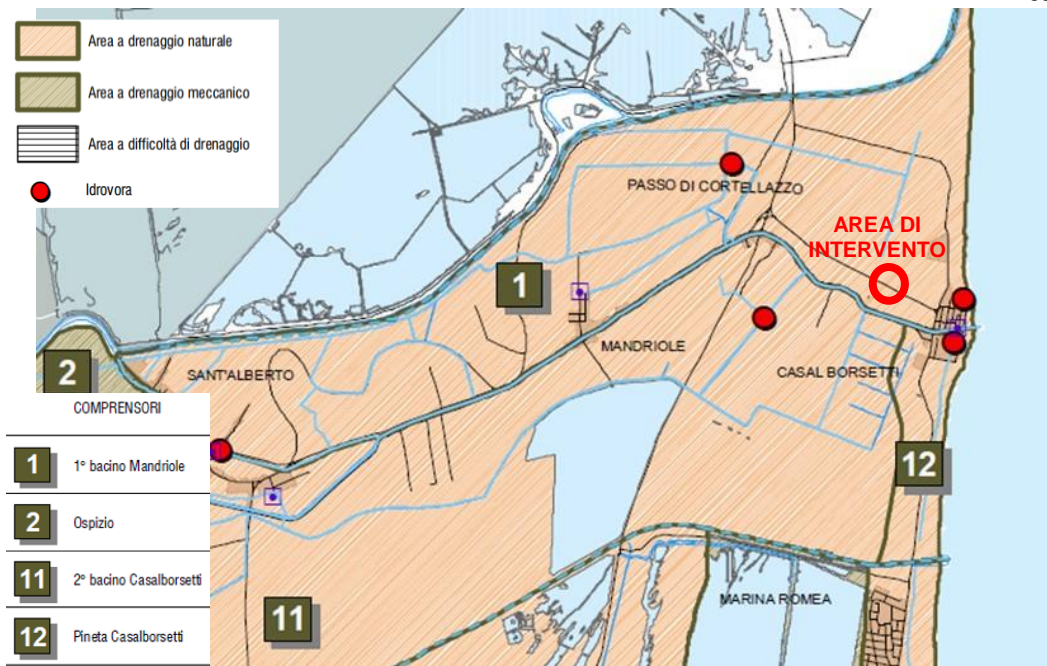 Area a drenaggio naturale
Area a drenaggio meccanico
Area a difficoltà di drenaggio
Idrovora
PASSO DI CORTELLAZZO
AREA DI
INTERVENTO
1
MANDRIOLE
2
SANT'ALBERTO
CASAL BORSETTI
COMPRENSORI
1 1° bacino Mandriole
2 Ospizio
11 2° bacino Casalborsetti
12 Pineta Casalborsetti
12
MARINA ROMEA
11